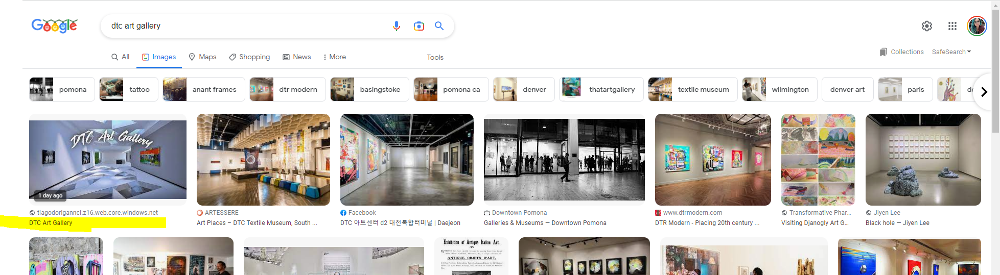 Google
dtc art gallery
All
Images
Maps
Shopping
News
More
Tools
Collections
SafeSearch
pomona
tattoo
anant frames
dtr modern
basingstoke
pomona ca
denver
thatartgallery
textile museum
wilmington
denver art
paris
DTC Art Gallery
1 day ago
tiagodorigannci.z16.web.core.windows.net
DTC Art Gallery
ARTESSERE
Art Places – DTC Textile Museum, South ...
Facebook
DTC 아트센터 d2 대전복합터미널 | Daejeon
Downtown Pomona
Galleries & Museums — Downtown Pomona
www.dtrmodern.com
DTR Modern - Placing 20th century ...
Transformative Phar...
Visiting Djanogly Art G...
Jiyen Lee
Black hole — Jiyen Lee
Exhibition of Antique Italian Art.
ANTIQUE OBJETS D'ART,